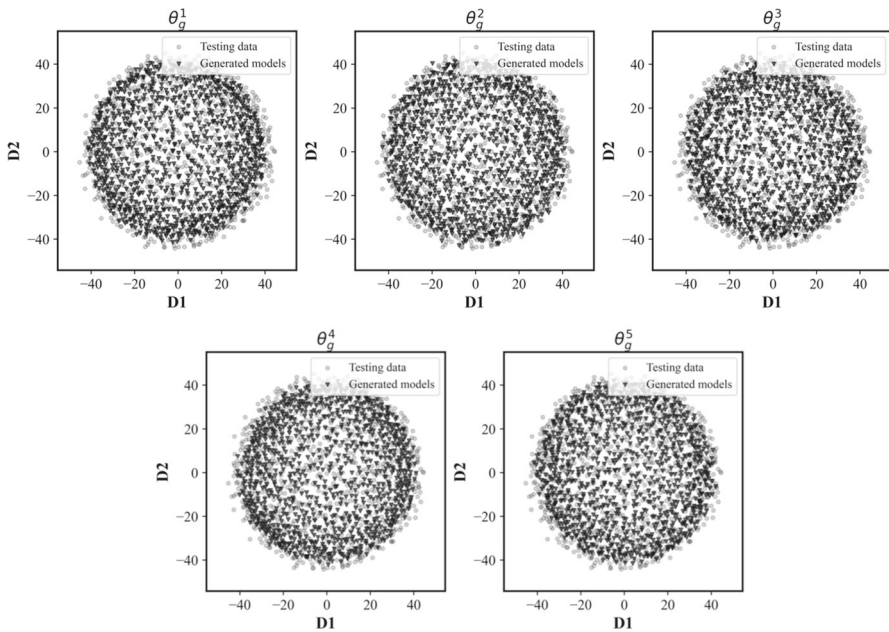 θ_g^1
Testing data
Generated models
D2
40
20
0
−20
−40
−40 −20 0 20 40
D1
θ_g^2
Testing data
Generated models
D2
40
20
0
−20
−40
−40 −20 0 20 40
D1
θ_g^3
Testing data
Generated models
D2
40
20
0
−20
−40
−40 −20 0 20 40
D1
θ_g^4
Testing data
Generated models
D2
40
20
0
−20
−40
−40 −20 0 20 40
D1
θ_g^5
Testing data
Generated models
D2
40
20
0
−20
−40
−40 −20 0 20 40
D1